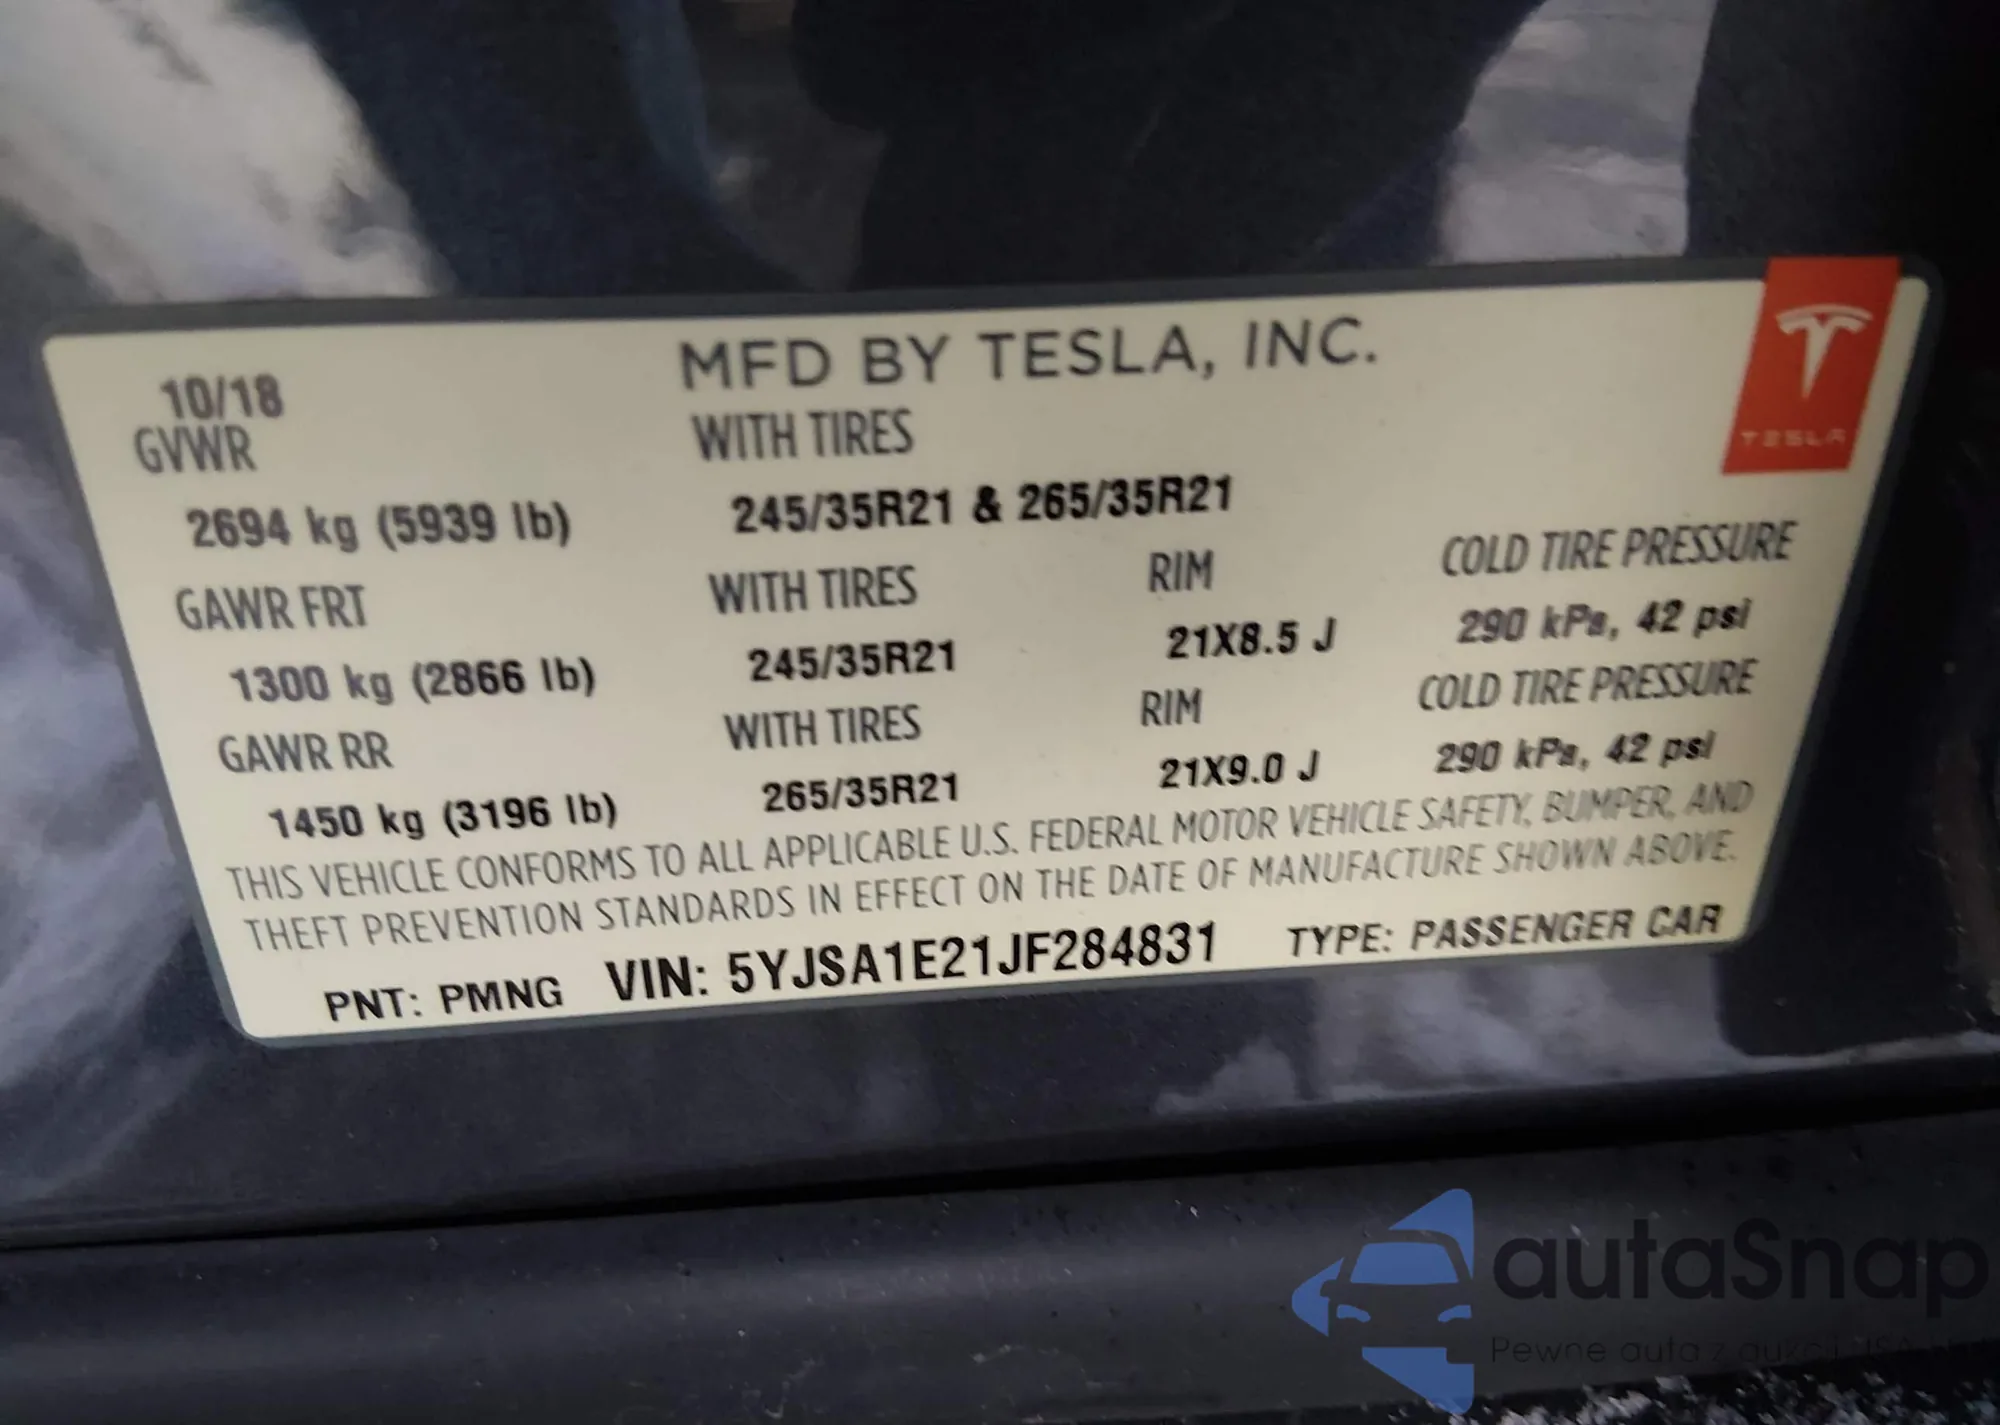 MFD BY TESLA, INC.
10/18
GVWR WITH TIRES
2694 kg (5939 lb) 245/35R21 & 265/35R21
GAWR FRT WITH TIRES RIM COLD TIRE PRESSURE
1300 kg (2866 lb) 245/35R21 21X8.5 J 290 kPa, 42 psi
GAWR RR WITH TIRES RIM COLD TIRE PRESSURE
1450 kg (3196 lb) 265/35R21 21X9.0 J 290 kPa, 42 psi
THIS VEHICLE CONFORMS TO ALL APPLICABLE U.S. FEDERAL MOTOR VEHICLE SAFETY, BUMPER, AND
THEFT PREVENTION STANDARDS IN EFFECT ON THE DATE OF MANUFACTURE SHOWN ABOVE.
PNT: PMNG VIN: 5YJSA1E21JF284831 TYPE: PASSENGER CAR
TESLA
autaSnap
Pewne auta z aukcji USA